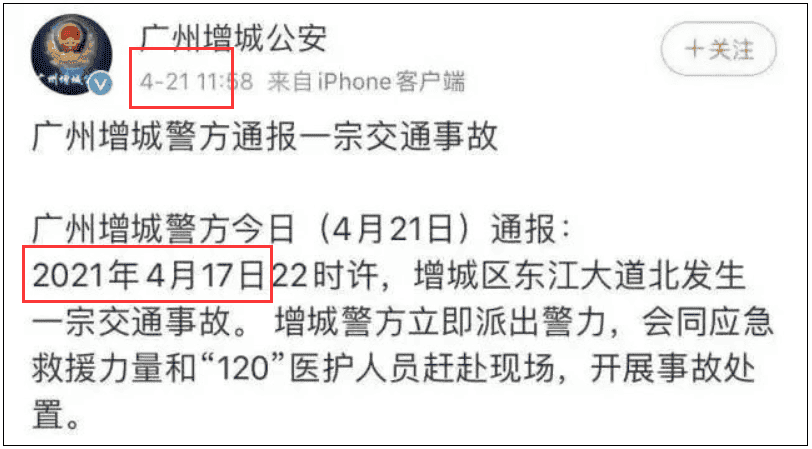 广州增城公安
+关注
4-21 11:58 来自iPhone客户端
广州增城警方通报一宗交通事故
广州增城警方今日（4月21日）通报：
2021年4月17日22时许，增城区东江大道北发生
一宗交通事故。 增城警方立即派出警力，会同应急
救援力量和“120”医护人员赶赴现场，开展事故处
置。